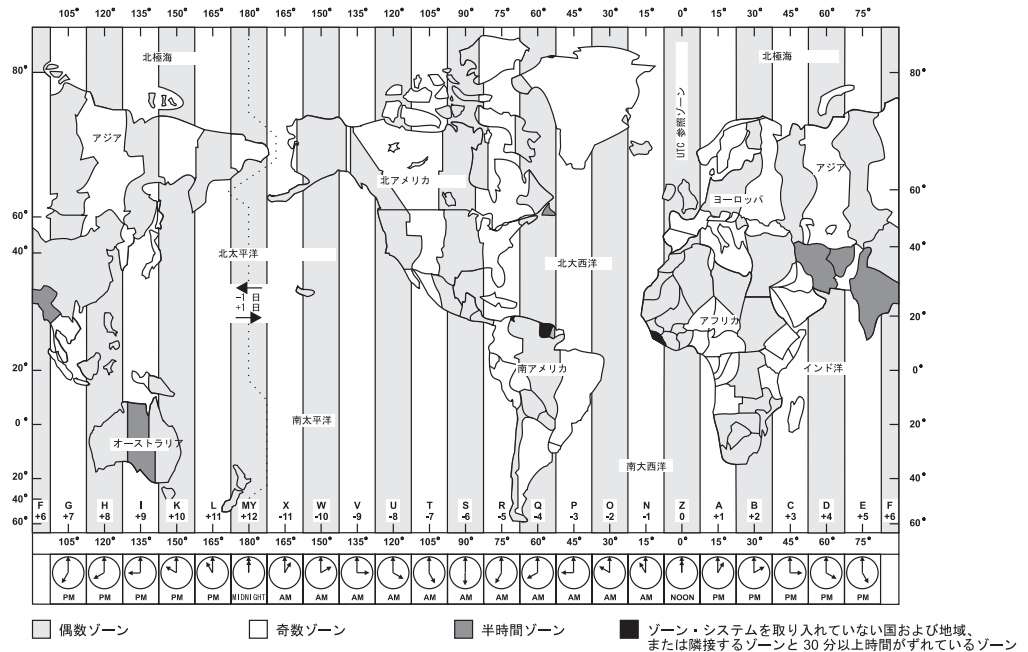 105° 120° 135° 150° 165° 180° 165° 150° 135° 120° 105° 90° 75° 60° 45° 30° 15° 0° 15° 30° 45° 60° 75°
北極海
北極海
80°
80°
UTC 参照ゾーン
アジア
アジア
北アメリカ
ヨーロッパ
60°
60°
40°
40°
北太平洋
北大西洋
−1 日
+1 日
20°
20°
アフリカ
南アメリカ
インド洋
0°
0°
南太平洋
オーストラリア
南大西洋
20°
20°
40°
40°
60°
60°
F G H I K L MY X W V U T S R Q P O N Z A B C D E F
+6 +7 +8 +9 +10 +11 +12 -11 -10 -9 -8 -7 -6 -5 -4 -3 -2 -1 0 +1 +2 +3 +4 +5 +6
105° 120° 135° 150° 165° 180° 165° 150° 135° 120° 105° 90° 75° 60° 45° 30° 15° 0° 15° 30° 45° 60° 75°
PM PM PM PM PM MIDNIGHT AM AM AM AM AM AM AM AM AM AM AM NOON PM PM PM PM PM
偶数ゾーン
奇数ゾーン
半時間ゾーン
ゾーン・システムを取り入れていない国および地域、
または隣接するゾーンと 30 分以上時間がずれているゾーン